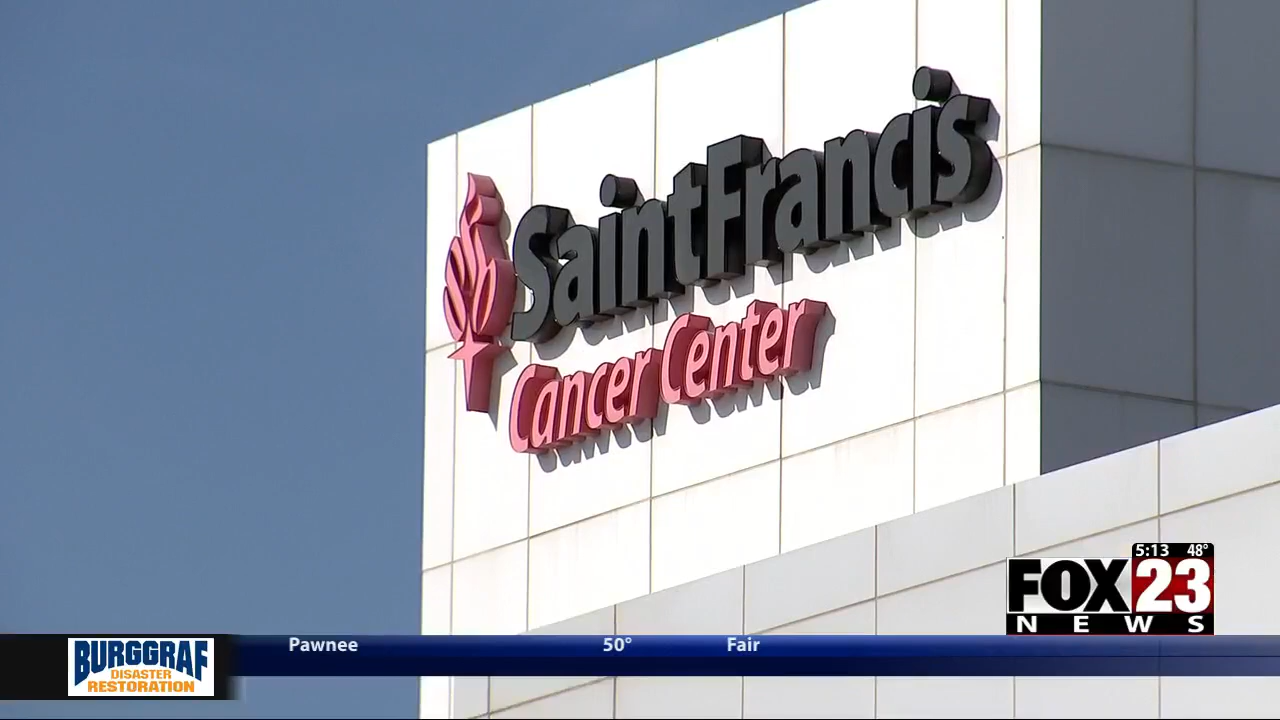 SaintFrancis
Cancer Center
5:13 48°
FOX 23
NEWS
Pawnee 50° Fair
BURGGRAF
DISASTER
RESTORATION